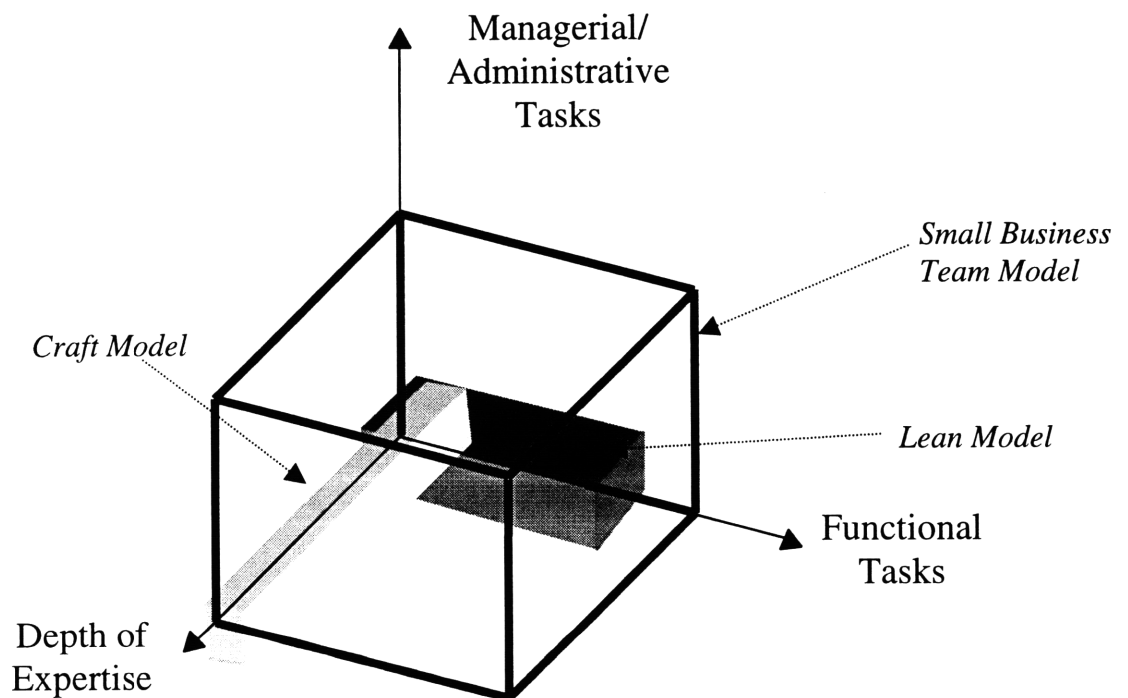 Managerial/
Administrative
Tasks
Small Business
Team Model
Craft Model
Lean Model
Functional
Tasks
Depth of
Expertise